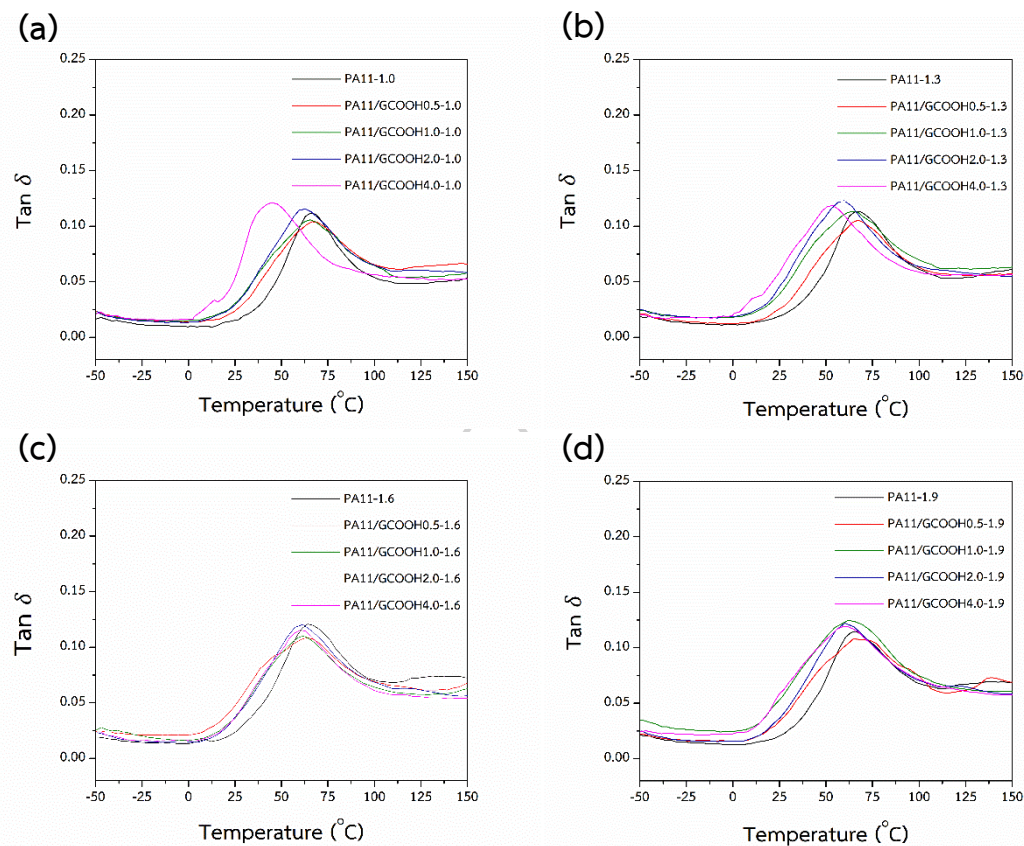 (a)
0.25
0.20
0.15
0.10
0.05
0.00
Tan δ
PA11-1.0
PA11/GCOOH0.5-1.0
PA11/GCOOH1.0-1.0
PA11/GCOOH2.0-1.0
PA11/GCOOH4.0-1.0
-50 -25 0 25 50 75 100 125 150
Temperature (°C)
(b)
0.25
0.20
0.15
0.10
0.05
0.00
Tan δ
PA11-1.3
PA11/GCOOH0.5-1.3
PA11/GCOOH1.0-1.3
PA11/GCOOH2.0-1.3
PA11/GCOOH4.0-1.3
-50 -25 0 25 50 75 100 125 150
Temperature (°C)
(c)
0.25
0.20
0.15
0.10
0.05
0.00
Tan δ
PA11-1.6
PA11/GCOOH0.5-1.6
PA11/GCOOH1.0-1.6
PA11/GCOOH2.0-1.6
PA11/GCOOH4.0-1.6
-50 -25 0 25 50 75 100 125 150
Temperature (°C)
(d)
0.25
0.20
0.15
0.10
0.05
0.00
Tan δ
PA11-1.9
PA11/GCOOH0.5-1.9
PA11/GCOOH1.0-1.9
PA11/GCOOH2.0-1.9
PA11/GCOOH4.0-1.9
-50 -25 0 25 50 75 100 125 150
Temperature (°C)